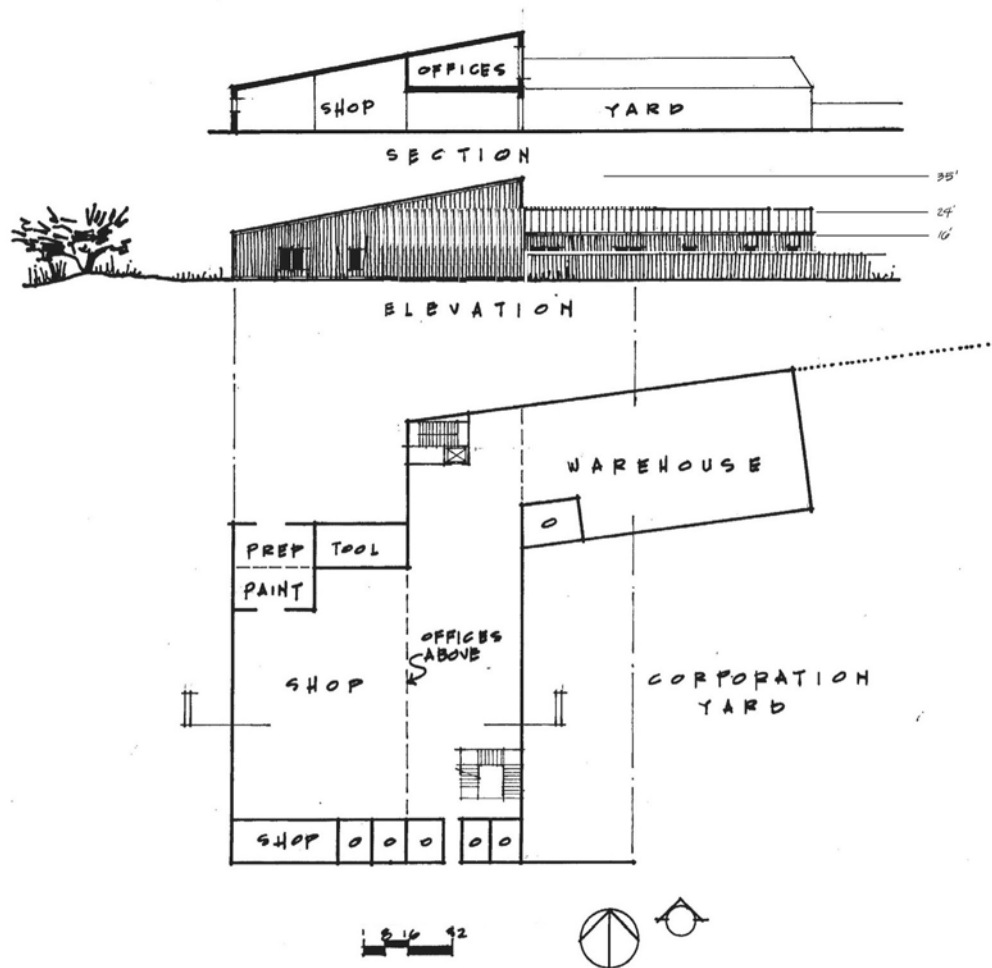 OFFICES
SHOP
YARD
SECTION
35'
24'
16'
ELEVATION
WAREHOUSE
O
PREP
TOOL
PAINT
OFFICES
ABOVE
SHOP
CORPORATION
YARD
SHOP O O O O O
8 16 32